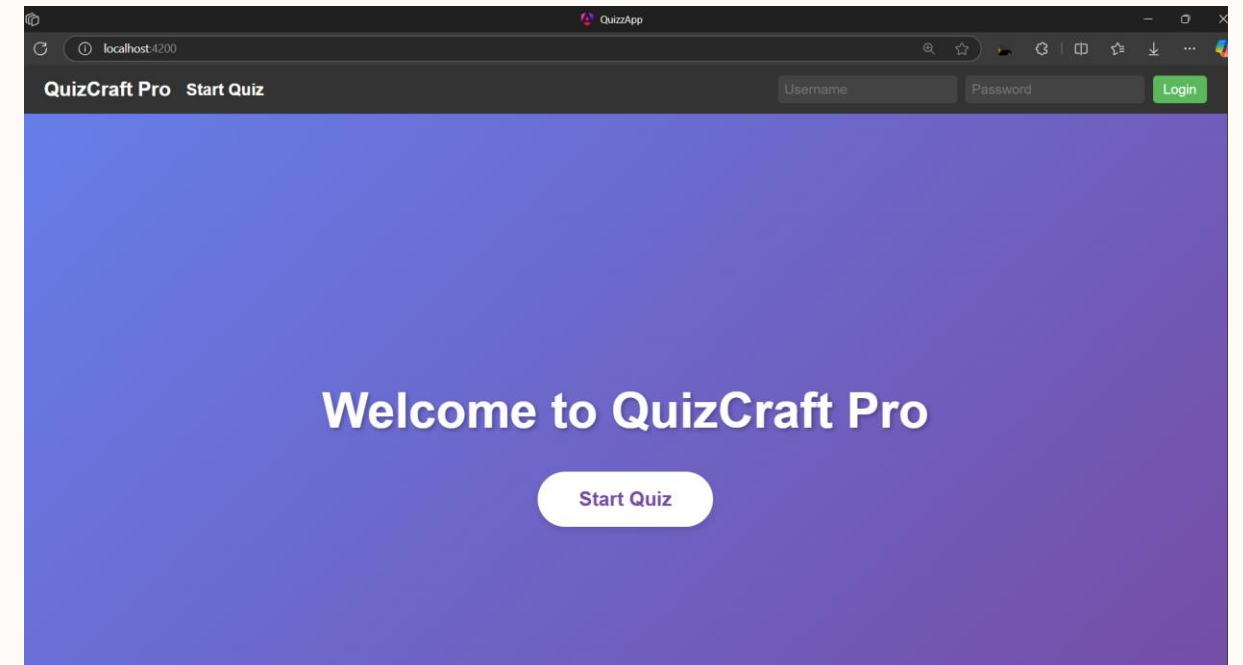 QuizzApp
localhost:4200
QuizCraft Pro Start Quiz Username Password Login
Welcome to QuizCraft Pro
Start Quiz